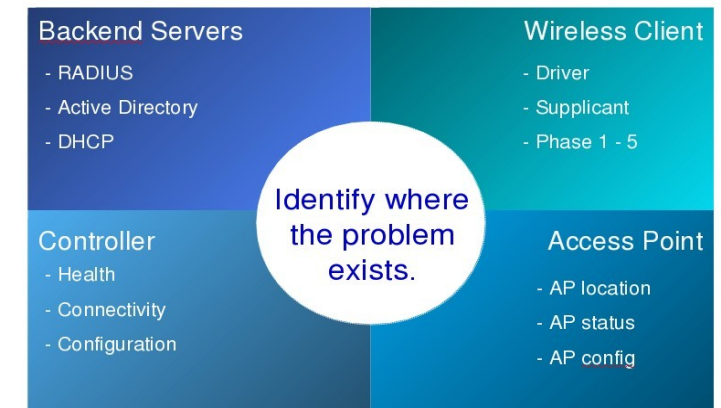 Backend Servers
- RADIUS
- Active Directory
- DHCP
Wireless Client
- Driver
- Supplicant
- Phase 1 - 5
Identify where
the problem
exists.
Controller
- Health
- Connectivity
- Configuration
Access Point
- AP location
- AP status
- AP config